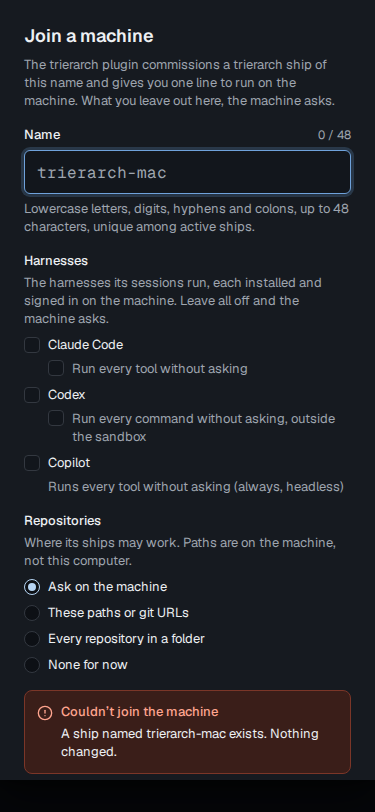 Join a machine
The trierarch plugin commissions a trierarch ship of
this name and gives you one line to run on the
machine. What you leave out here, the machine asks.
Name 0 / 48
trierarch-mac
Lowercase letters, digits, hyphens and colons, up to 48
characters, unique among active ships.
Harnesses
The harnesses its sessions run, each installed and
signed in on the machine. Leave all off and the
machine asks.
Claude Code
Run every tool without asking
Codex
Run every command without asking, outside
the sandbox
Copilot
Runs every tool without asking (always, headless)
Repositories
Where its ships may work. Paths are on the machine,
not this computer.
Ask on the machine
These paths or git URLs
Every repository in a folder
None for now
Couldn’t join the machine
A ship named trierarch-mac exists. Nothing
changed.